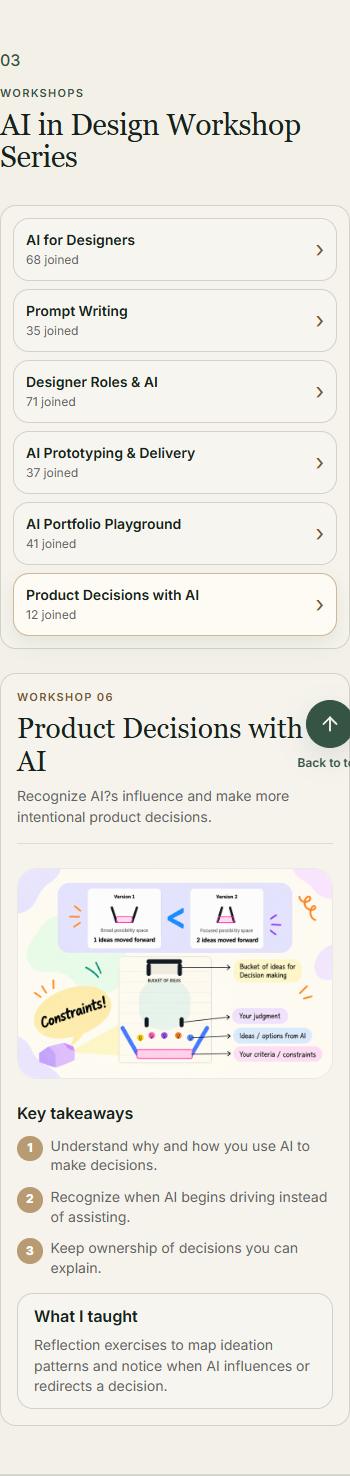 03
WORKSHOPS
AI in Design Workshop
Series
AI for Designers
68 joined
Prompt Writing
35 joined
Designer Roles & AI
71 joined
AI Prototyping & Delivery
37 joined
AI Portfolio Playground
41 joined
Product Decisions with AI
12 joined
WORKSHOP 06
Product Decisions with
AI
Back to t
Recognize AI?s influence and make more
intentional product decisions.
Version 1
Broad possibility space
1 ideas moved forward
<
Version 2
Focused possibility space
2 ideas moved forward
BUCKET OF IDEAS
Bucket of ideas for
Decision making
Constraints!
Your judgment
Ideas / options from AI
Your criteria / constraints
Key takeaways
1 Understand why and how you use AI to
make decisions.
2 Recognize when AI begins driving instead
of assisting.
3 Keep ownership of decisions you can
explain.
What I taught
Reflection exercises to map ideation
patterns and notice when AI influences or
redirects a decision.